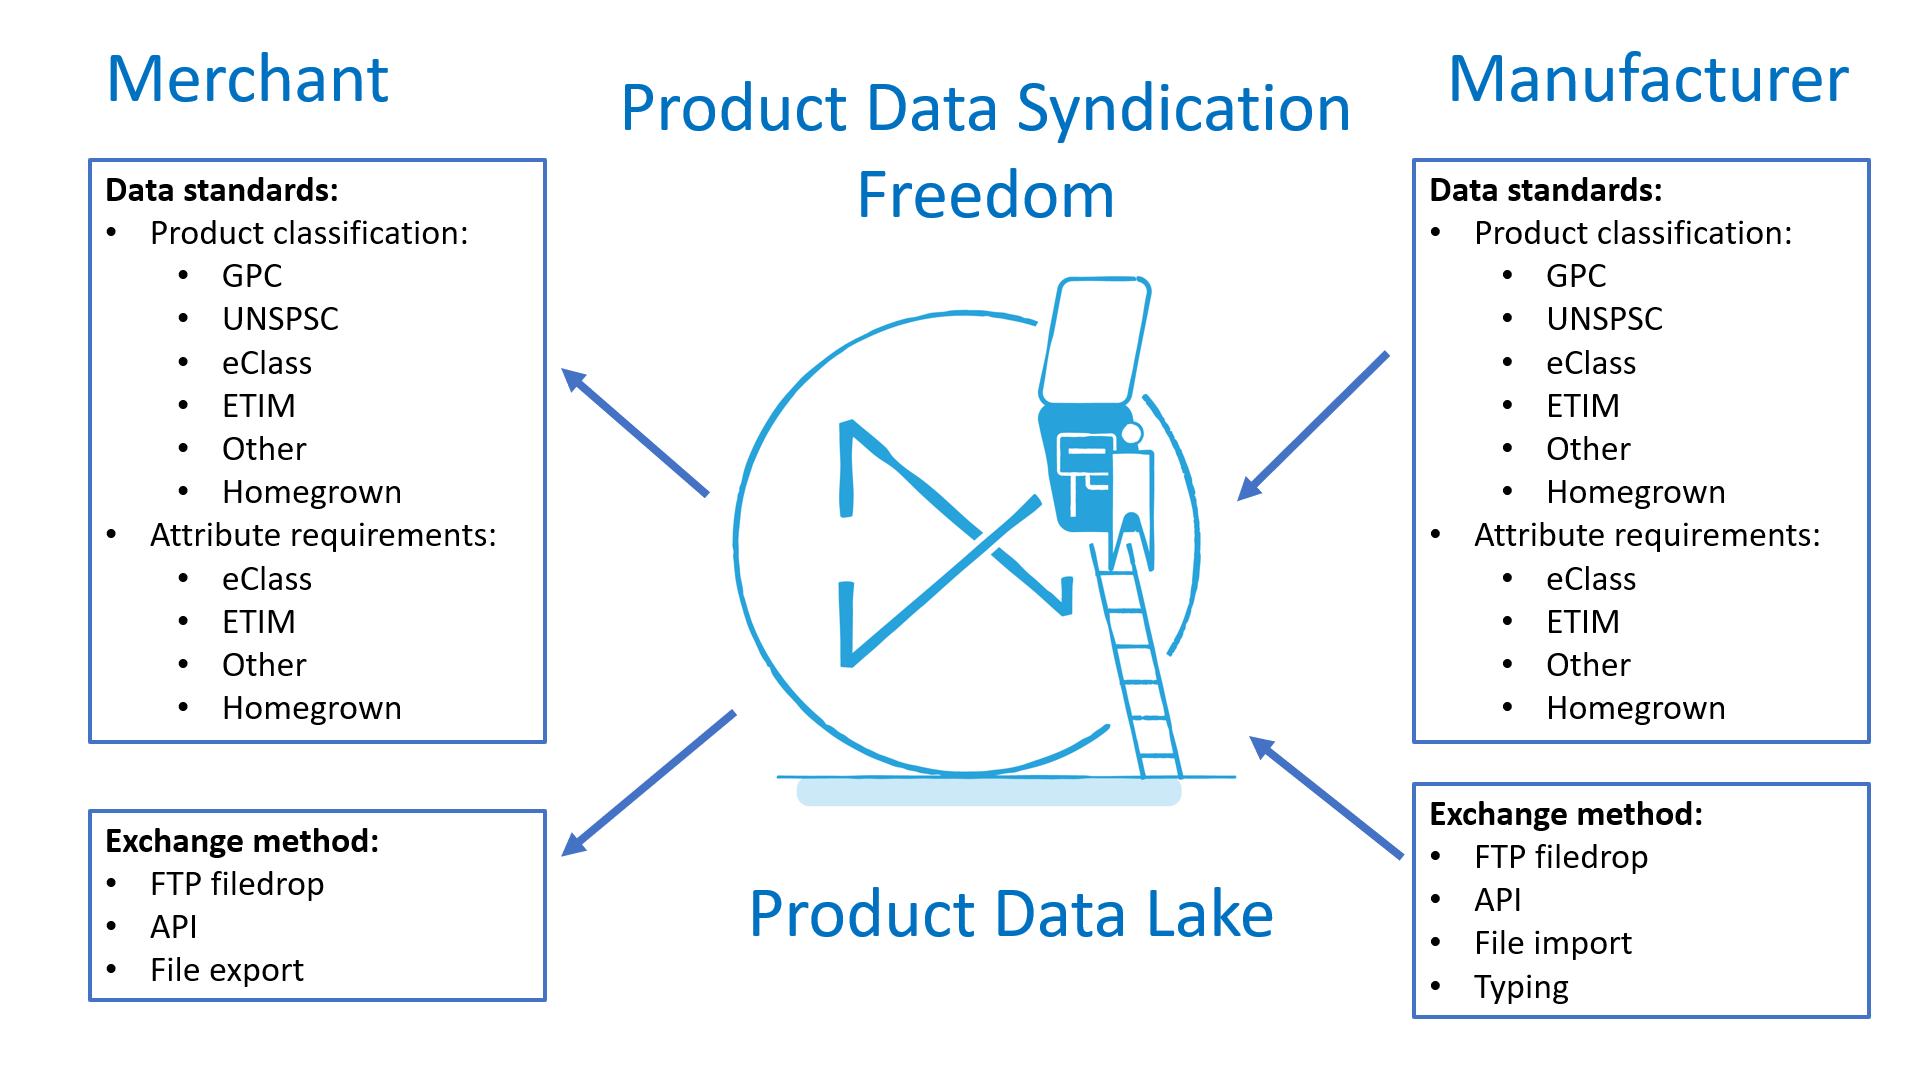 Merchant
Data standards:
• Product classification:
• GPC
• UNSPSC
• eClass
• ETIM
• Other
• Homegrown
• Attribute requirements:
• eClass
• ETIM
• Other
• Homegrown
Exchange method:
• FTP filedrop
• API
• File export
Product Data Syndication
Freedom
Product Data Lake
Manufacturer
Data standards:
• Product classification:
• GPC
• UNSPSC
• eClass
• ETIM
• Other
• Homegrown
• Attribute requirements:
• eClass
• ETIM
• Other
• Homegrown
Exchange method:
• FTP filedrop
• API
• File import
• Typing